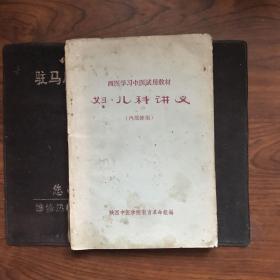 西医学习中医试用教材
妇·儿科讲义
(内部使用)
陕西中医学院教育革命组编
驻马
您